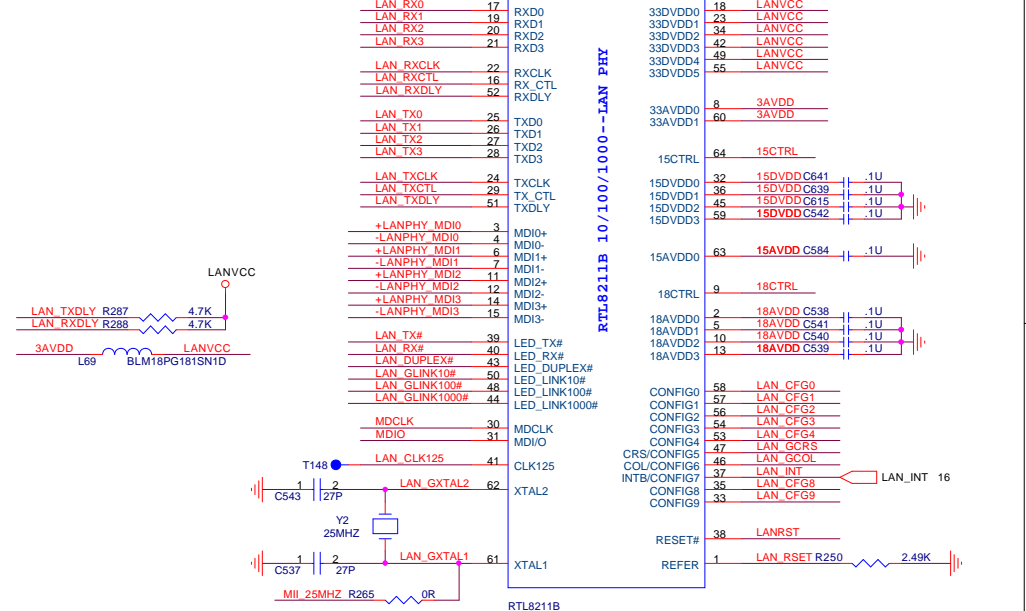 LAN_RX0 17 RXD0
LAN_RX1 19 RXD1
LAN_RX2 20 RXD2
LAN_RX3 21 RXD3
LAN_RXCLK 22 RXCLK
LAN_RXCTL 16 RX_CTL
LAN_RXDLY 52 RXDLY
LAN_TX0 25 TXD0
LAN_TX1 26 TXD1
LAN_TX2 27 TXD2
LAN_TX3 28 TXD3
LAN_TXCLK 24 TXCLK
LAN_TXCTL 29 TX_CTL
LAN_TXDLY 51 TXDLY
+LANPHY_MDI0 3 MDI0+
-LANPHY_MDI0 4 MDI0-
+LANPHY_MDI1 6 MDI1+
-LANPHY_MDI1 7 MDI1-
+LANPHY_MDI2 11 MDI2+
-LANPHY_MDI2 12 MDI2-
+LANPHY_MDI3 14 MDI3+
-LANPHY_MDI3 15 MDI3-
LAN_TX# 39 LED_TX#
LAN_RX# 40 LED_RX#
LAN_DUPLEX# 43 LED_DUPLEX#
LAN_GLINK10# 50 LED_LINK10#
LAN_GLINK100# 48 LED_LINK100#
LAN_GLINK1000# 44 LED_LINK1000#
MDCLK 30 MDCLK
MDIO 31 MDI/O
T148 LAN_CLK125 41 CLK125
1 2 LAN_GXTAL2 62 XTAL2
C543 27P
Y2
25MHZ
1 2 LAN_GXTAL1 61 XTAL1
C537 27P
MII_25MHZ R265 0R
LANVCC
LAN_TXDLY R287 4.7K
LAN_RXDLY R288 4.7K
3AVDD LANVCC
L69 BLM18PG181SN1D
RTL8211B 10/100/1000--LAN PHY
33DVDD0 18 LANVCC
33DVDD1 23 LANVCC
33DVDD2 34 LANVCC
33DVDD3 42 LANVCC
33DVDD4 49 LANVCC
33DVDD5 55 LANVCC
33AVDD0 8 3AVDD
33AVDD1 60 3AVDD
15CTRL 64 15CTRL
15DVDD0 32 15DVDD C641 .1U
15DVDD1 36 15DVDD C639 .1U
15DVDD2 45 15DVDD C615 .1U
15DVDD3 59 15DVDD C542 .1U
15AVDD0 63 15AVDD C584 .1U
18CTRL 9 18CTRL
18AVDD0 2 18AVDD C538 .1U
18AVDD1 5 18AVDD C541 .1U
18AVDD2 10 18AVDD C540 .1U
18AVDD3 13 18AVDD C539 .1U
CONFIG0 58 LAN_CFG0
CONFIG1 57 LAN_CFG1
CONFIG2 56 LAN_CFG2
CONFIG3 54 LAN_CFG3
CONFIG4 53 LAN_CFG4
CRS/CONFIG5 47 LAN_GCRS
COL/CONFIG6 46 LAN_GCOL
INTB/CONFIG7 37 LAN_INT LAN_INT 16
CONFIG8 35 LAN_CFG8
CONFIG9 33 LAN_CFG9
RESET# 38 LANRST
REFER 1 LAN_RSET R250 2.49K
RTL8211B